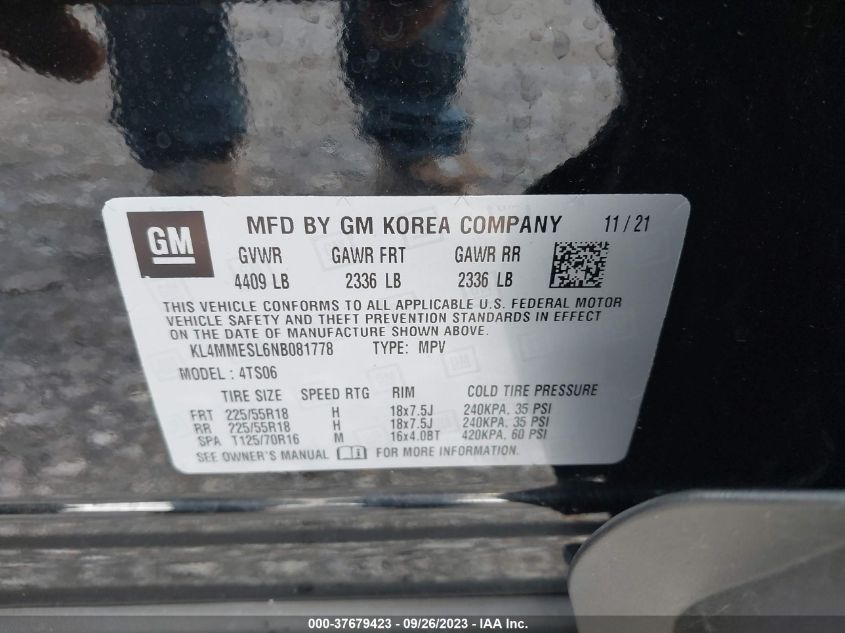 GM MFD BY GM KOREA COMPANY 11/21
GVWR GAWR FRT GAWR RR
4409 LB 2336 LB 2336 LB
THIS VEHICLE CONFORMS TO ALL APPLICABLE U.S. FEDERAL MOTOR
VEHICLE SAFETY AND THEFT PREVENTION STANDARDS IN EFFECT
ON THE DATE OF MANUFACTURE SHOWN ABOVE.
KL4MMESL6NB081778 TYPE: MPV
MODEL: 4TS06
TIRE SIZE SPEED RTG RIM COLD TIRE PRESSURE
FRT 225/55R18 H 18x7.5J 240KPA, 35 PSI
RR 225/55R18 H 18x7.5J 240KPA, 35 PSI
SPA T125/70R16 M 16x4.0BT 420KPA, 60 PSI
SEE OWNER'S MANUAL FOR MORE INFORMATION.
000-37679423 - 09/26/2023 - IAA Inc.